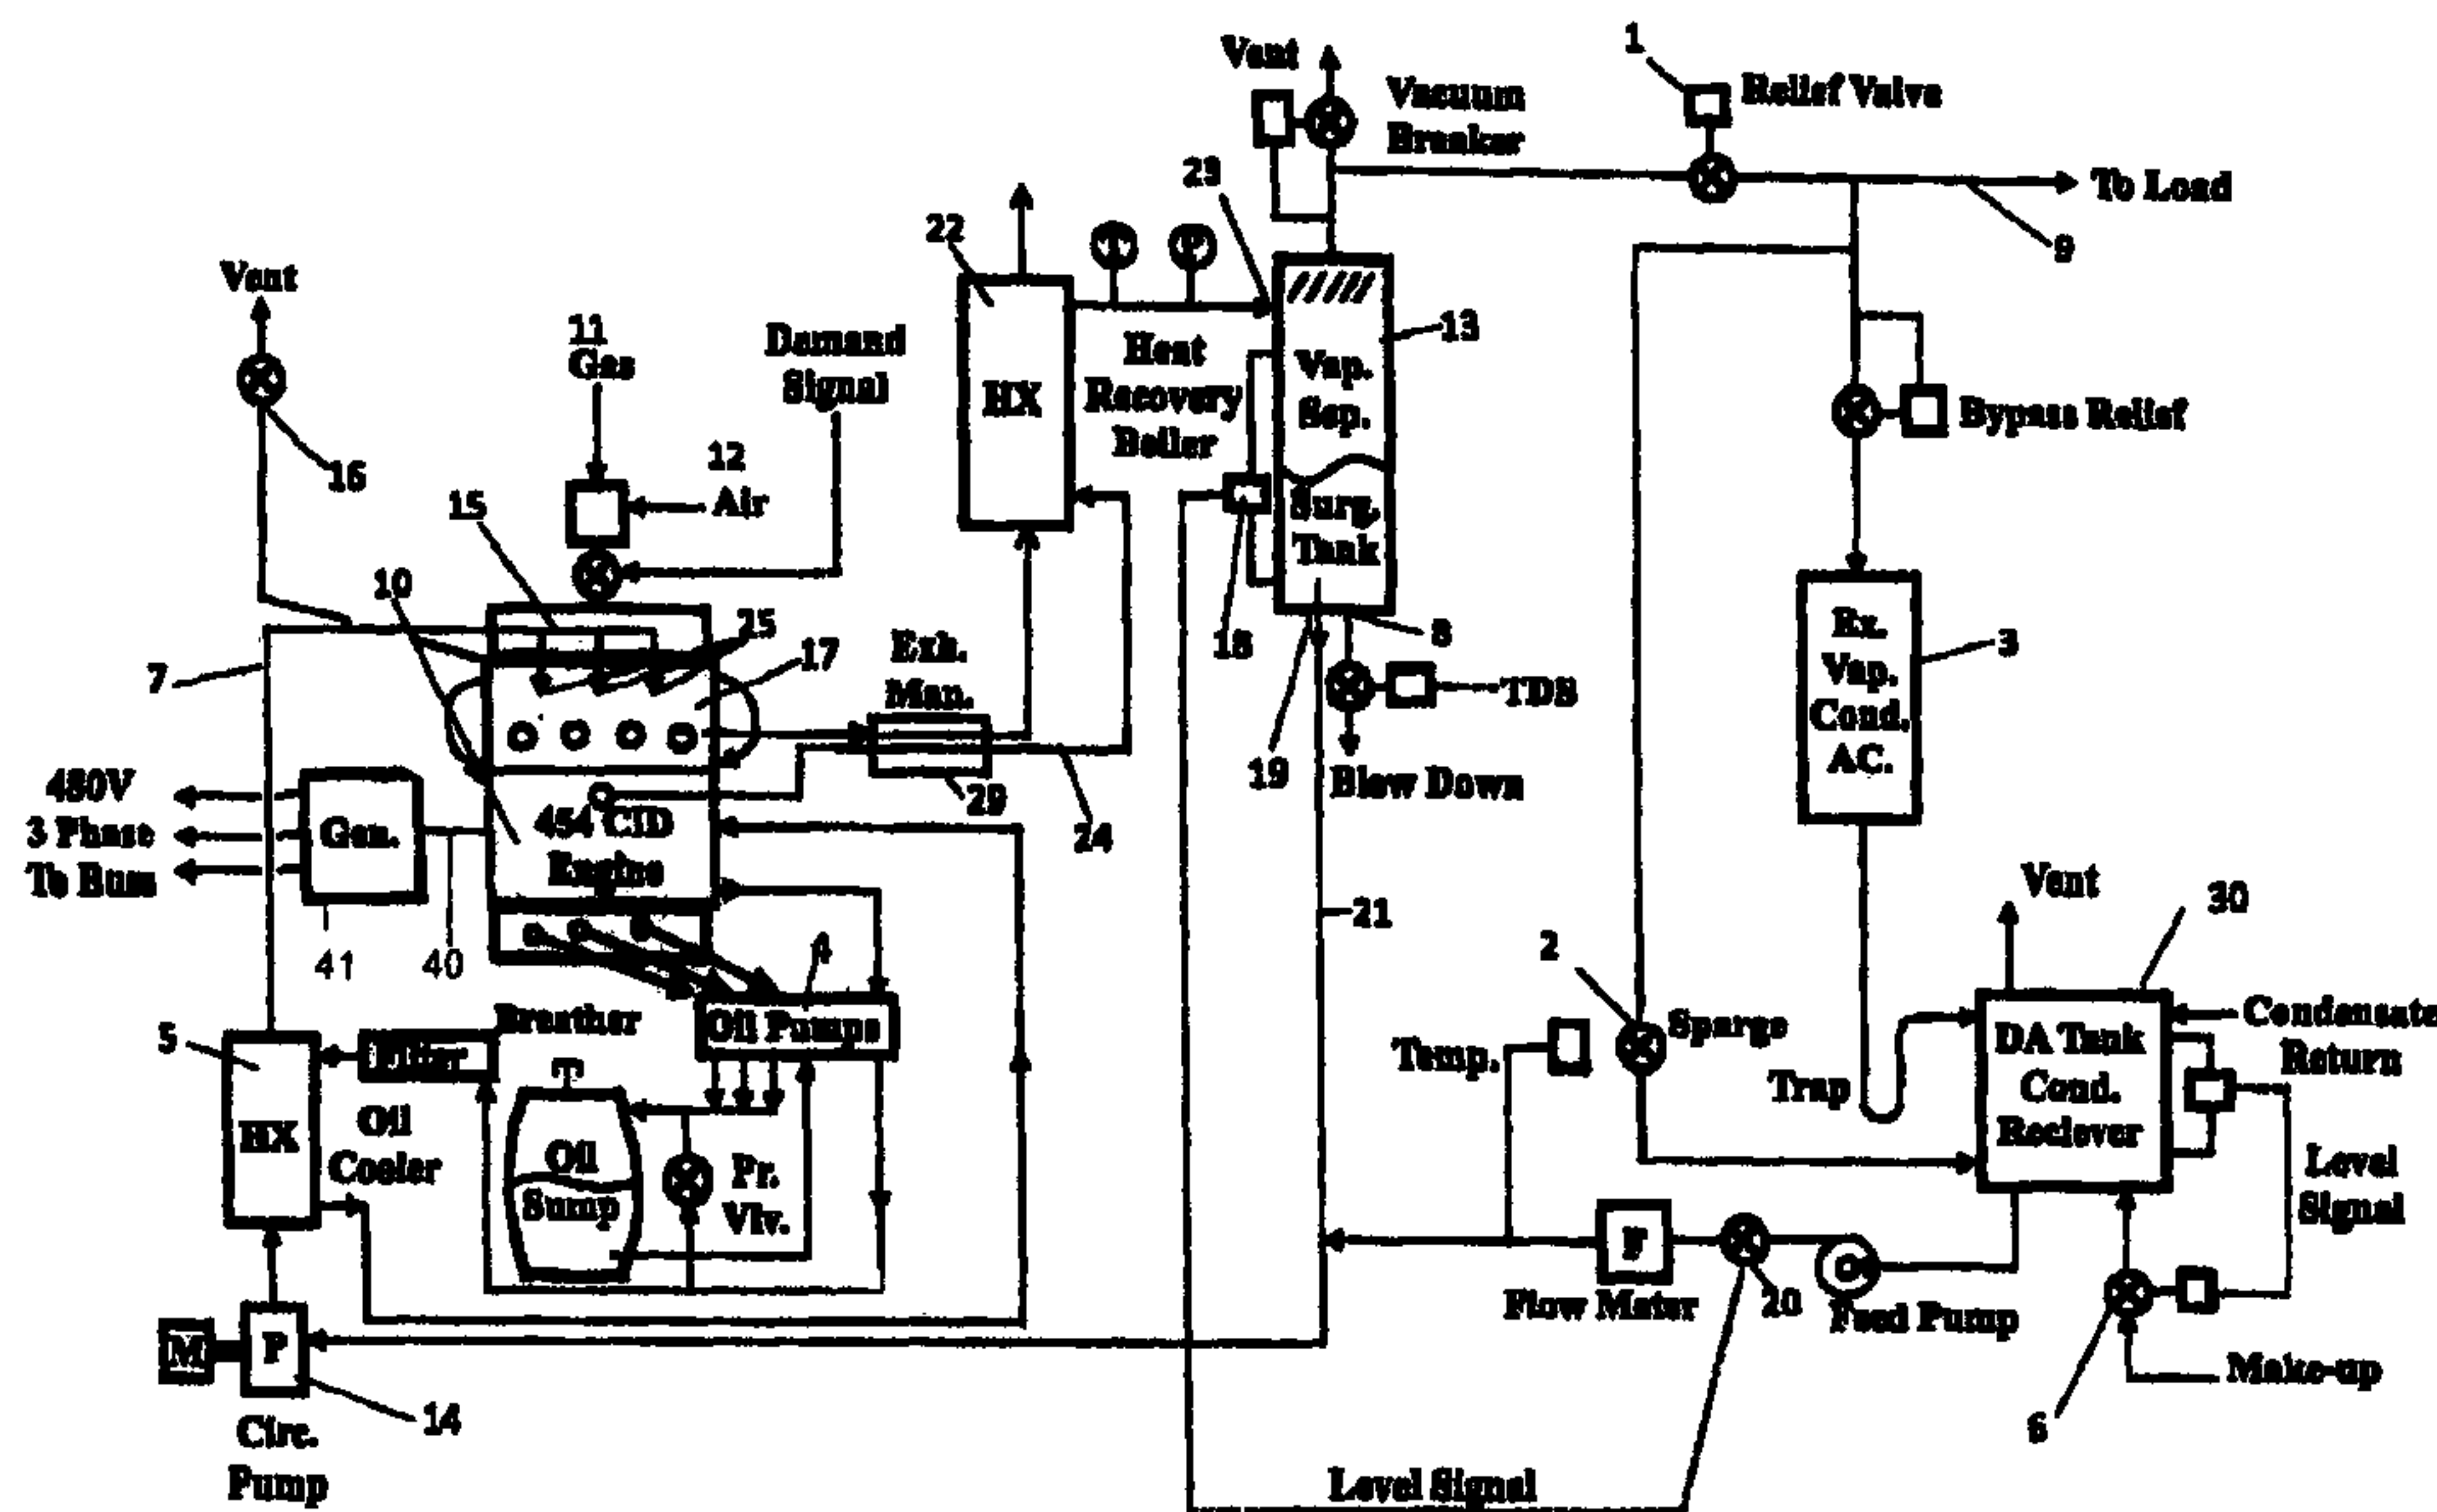 1
Vent
Relief Valve
Vacuum
Breaker
23
To Load
9
22
T
P
Vent
11
Gas
Demand
Signal
13
HX
Heat
Recovery
Boiler
Vap.
Sep.
Bypass Relief
16
12
Air
15
Surg.
Tank
10
25
18
8
Rx.
Vap.
Cond.
AC.
3
17
7
Exh.
Man.
TDS
19
Blow Down
480V
3 Phase
To Buss
Gen.
29
24
454 CID
Engine
Vent
30
21
41
40
4
2
5
Breather
Filter
Oil Pumps
Sparge
Temp.
DA Tank
Cond.
Reciever
Condensate
Return
Trap
HX
Oil
Cooler
Oil
Sump
Pr.
Vlv.
Level
Signal
F
Flow Meter
20
Feed Pump
M
P
Make-up
14
6
Circ.
Pump
Level Signal